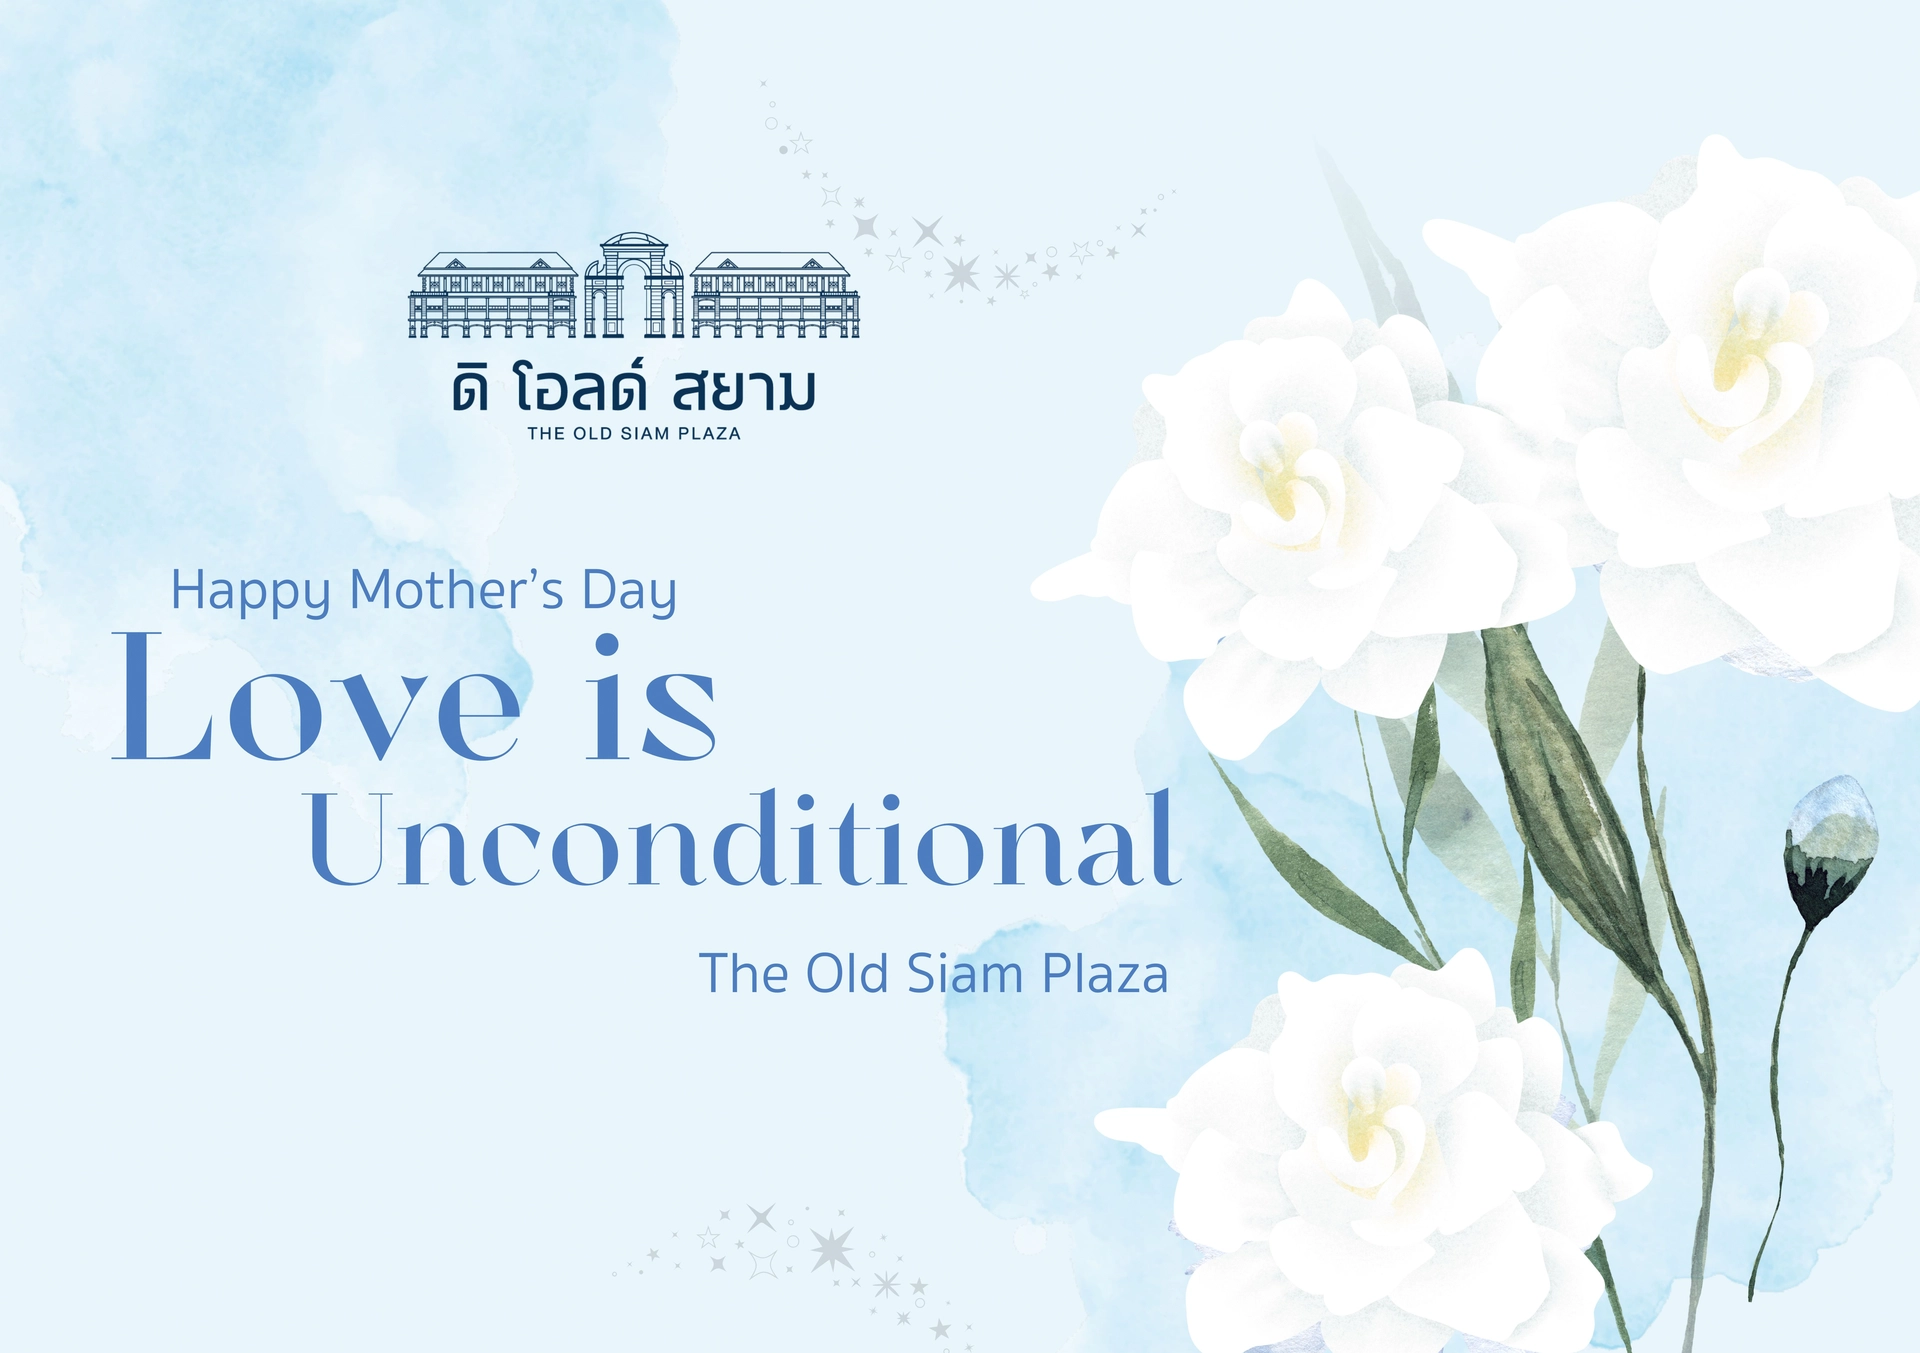 ดิ โอลด์ สยาม
THE OLD SIAM PLAZA
Happy Mother's Day
Love is
Unconditional
The Old Siam Plaza